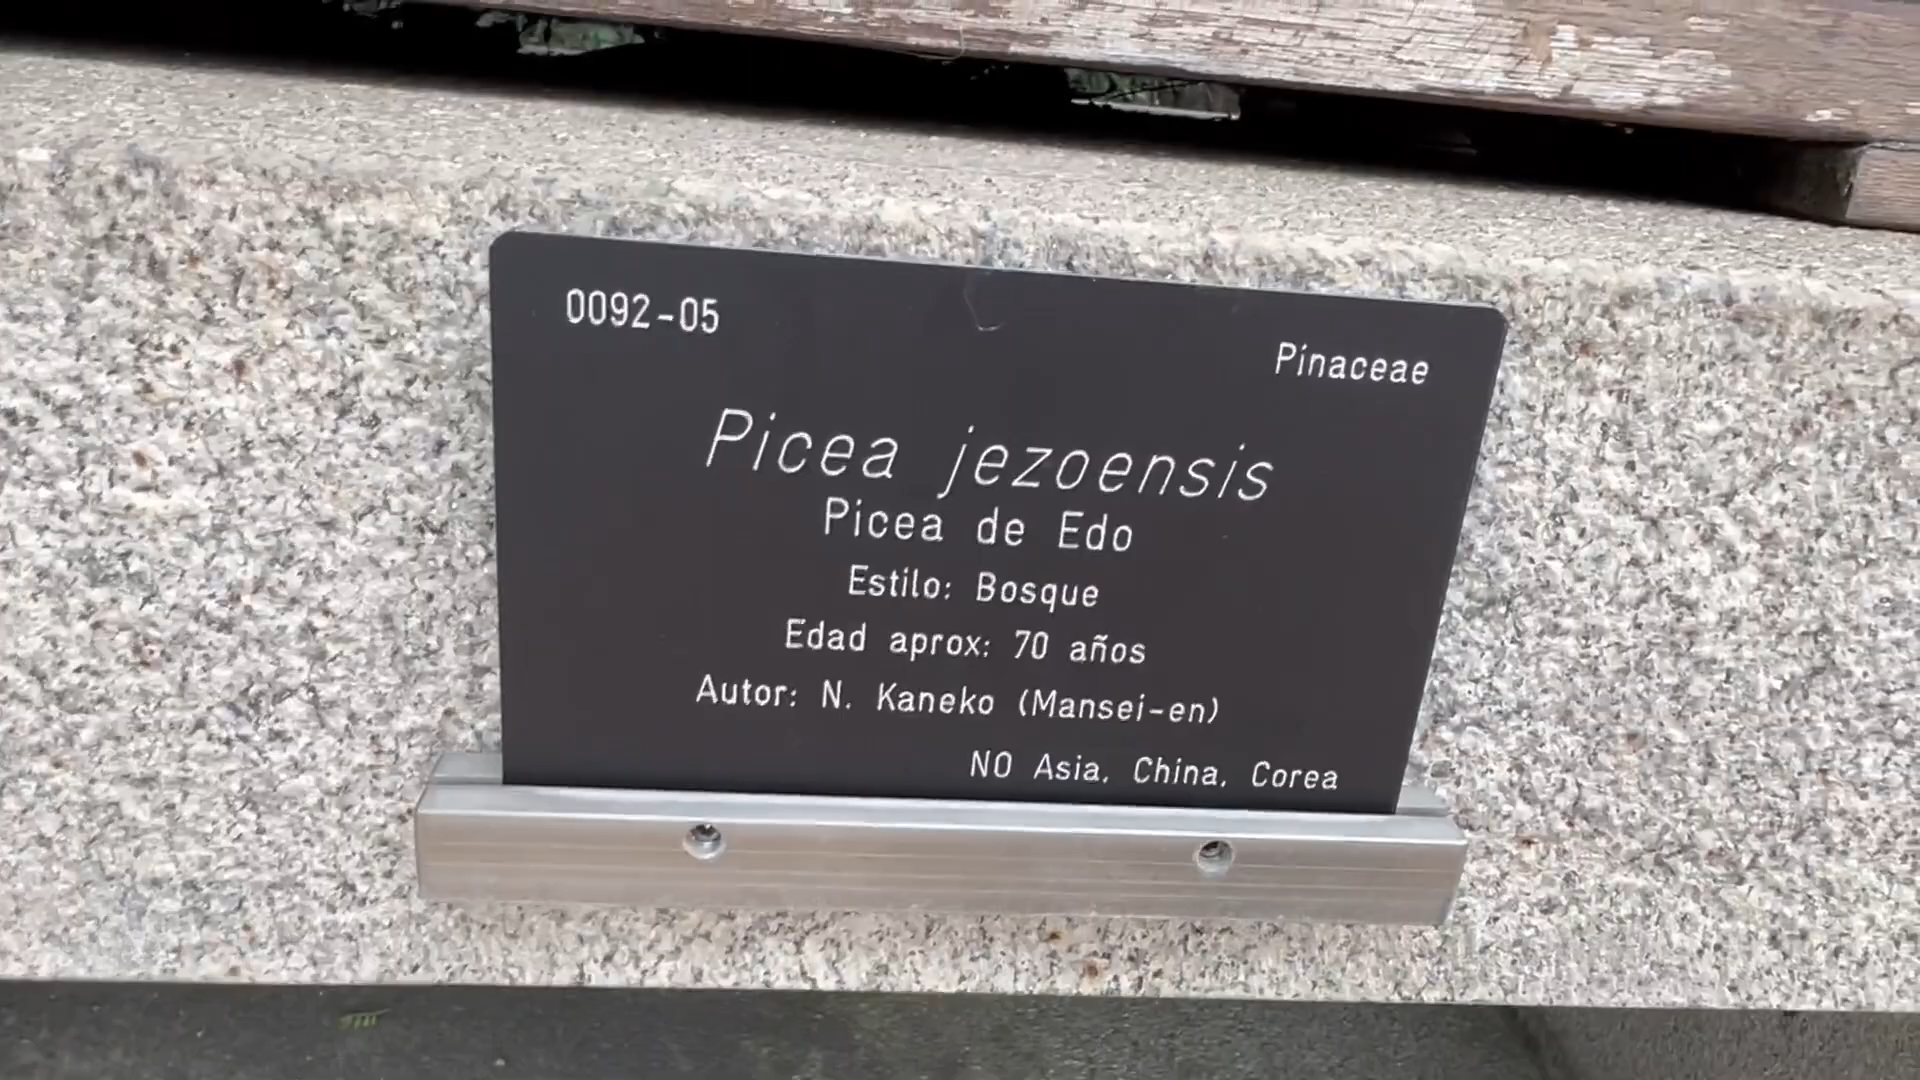 0092-05
Pinaceae
Picea jezoensis
Picea de Edo
Estilo: Bosque
Edad aprox: 70 años
Autor: N. Kaneko (Mansei-en)
NO Asia, China, Corea